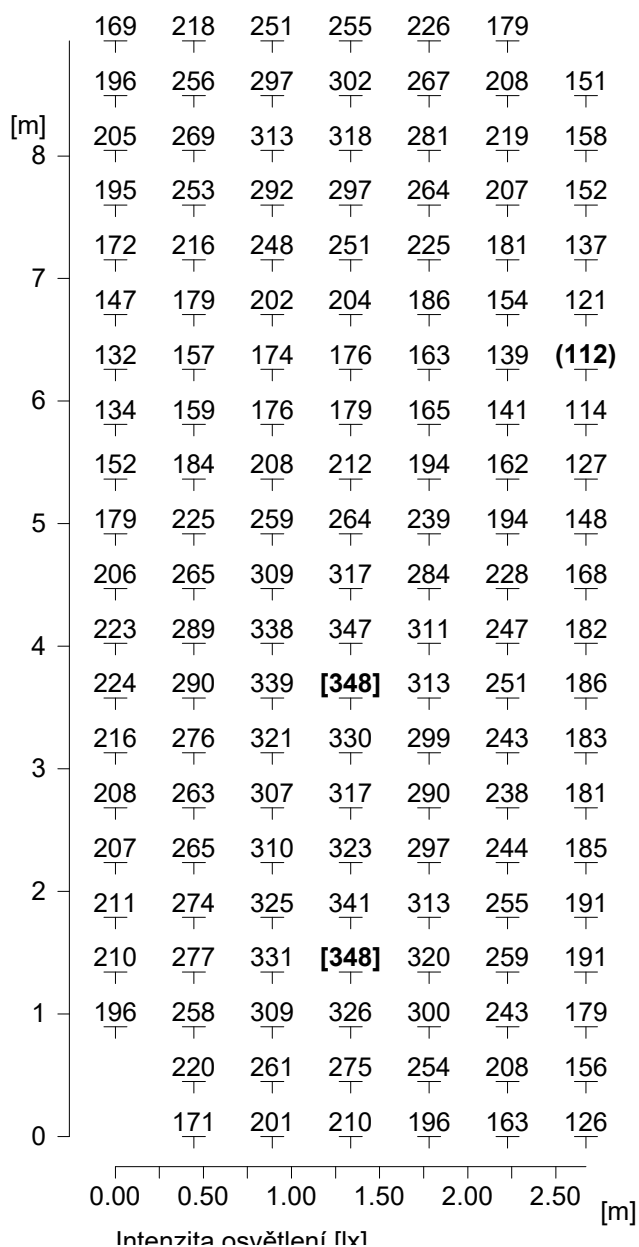 169 218 251 255 226 179
196 256 297 302 267 208 151
[m]
205 269 313 318 281 219 158
8
195 253 292 297 264 207 152
172 216 248 251 225 181 137
7
147 179 202 204 186 154 121
132 157 174 176 163 139 (112)
6
134 159 176 179 165 141 114
152 184 208 212 194 162 127
5
179 225 259 264 239 194 148
206 265 309 317 284 228 168
223 289 338 347 311 247 182
4
224 290 339 [348] 313 251 186
216 276 321 330 299 243 183
3
208 263 307 317 290 238 181
207 265 310 323 297 244 185
2
211 274 325 341 313 255 191
210 277 331 [348] 320 259 191
1
196 258 309 326 300 243 179
220 261 275 254 208 156
0
171 201 210 196 163 126
0.00 0.50 1.00 1.50 2.00 2.50
[m]
Intenzita osvětlení [lx]